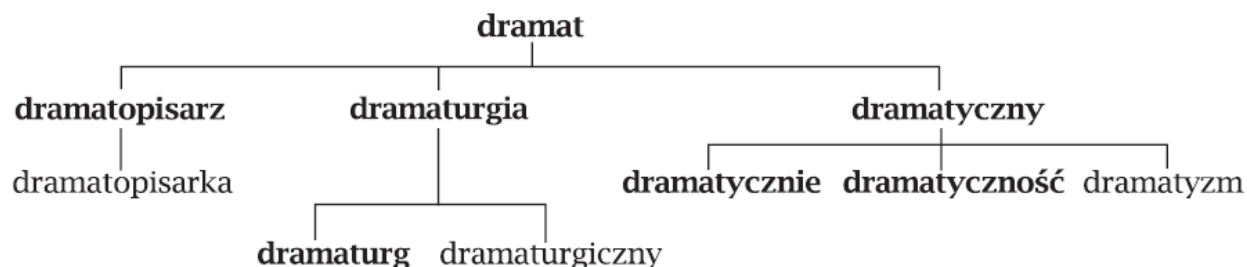 dramat
dramatopisarz dramaturgia dramatyczny
dramatopisarka dramatycznie dramatyczność dramatyzm
dramaturg dramaturgiczny